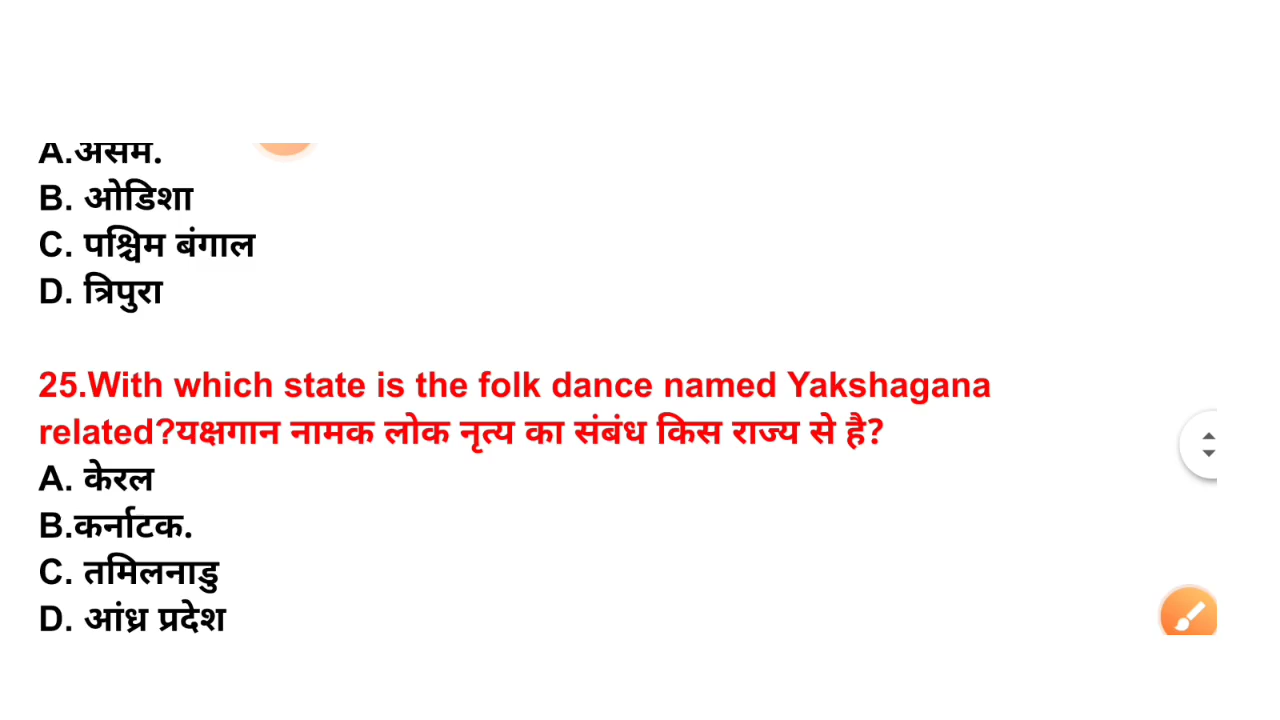 A.असम.
B. ओडिशा
C. पश्चिम बंगाल
D. त्रिपुरा
25.With which state is the folk dance named Yakshagana
related?यक्षगान नामक लोक नृत्य का संबंध किस राज्य से है?
A. केरल
B.कर्नाटक.
C. तमिलनाडु
D. आंध्र प्रदेश